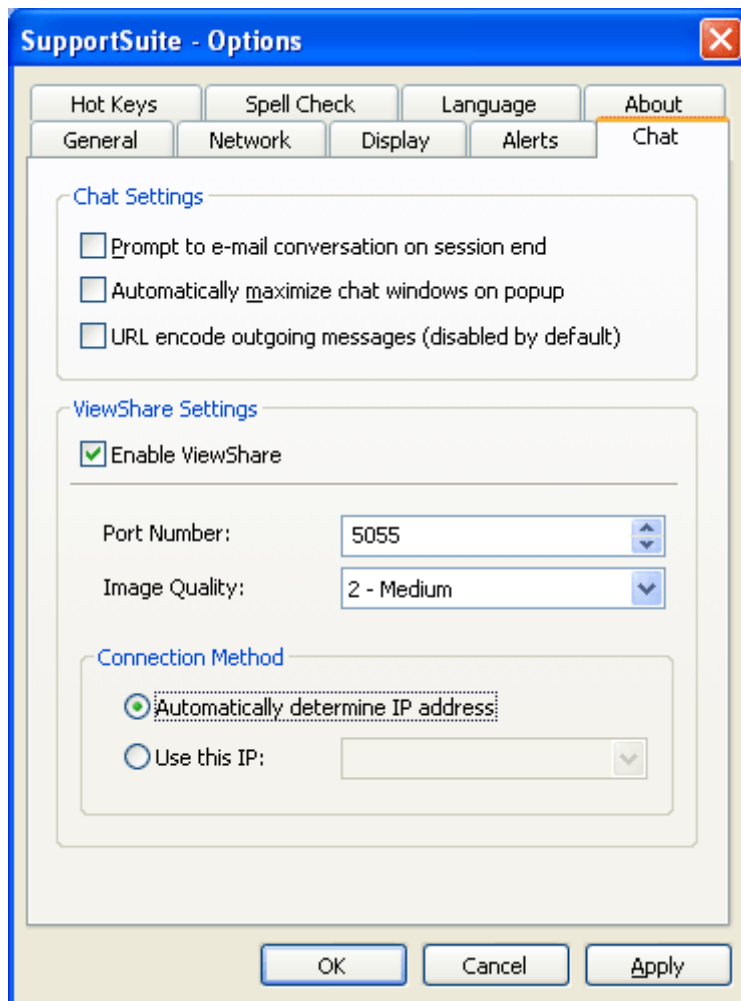 SupportSuite - Options
Hot Keys Spell Check Language About
General Network Display Alerts Chat
Chat Settings
Prompt to e-mail conversation on session end
Automatically maximize chat windows on popup
URL encode outgoing messages (disabled by default)
ViewShare Settings
Enable ViewShare
Port Number: 5055
Image Quality: 2 - Medium
Connection Method
Automatically determine IP address
Use this IP:
OK Cancel Apply